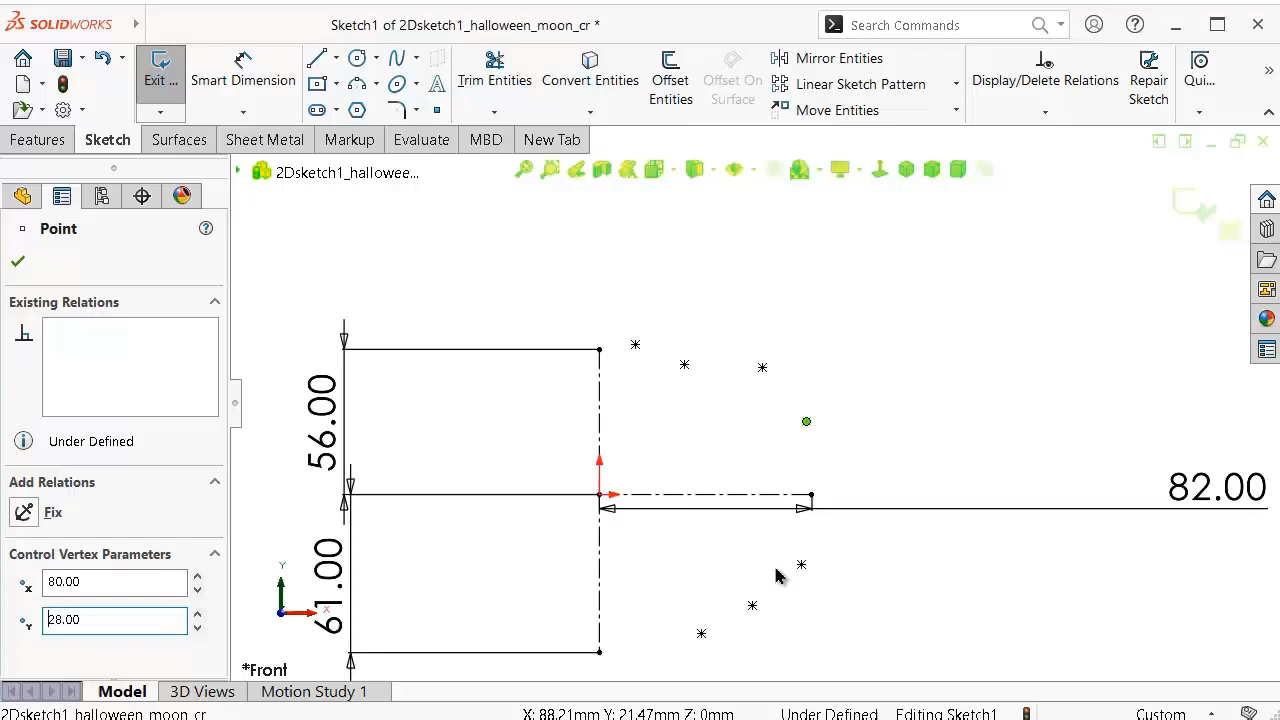 SOLIDWORKS
Sketch1 of 2Dsketch1_halloween_moon_cr *
Search Commands
Exit ...
Smart Dimension
Trim Entities
Convert Entities
Offset
Entities
Offset On
Surface
Mirror Entities
Linear Sketch Pattern
Move Entities
Display/Delete Relations
Repair
Sketch
Qui...
Features
Sketch
Surfaces
Sheet Metal
Markup
Evaluate
MBD
New Tab
2Dsketch1_hallowee...
Point
Existing Relations
Under Defined
Add Relations
Fix
Control Vertex Parameters
X
80.00
Y
28.00
56.00
61.00
82.00
Y
X
*Front
Model
3D Views
Motion Study 1
2Dsketch1_halloween_moon_cr
X: 88.21mm Y: 21.47mm Z: 0mm
Under Defined
Editing Sketch1
Custom